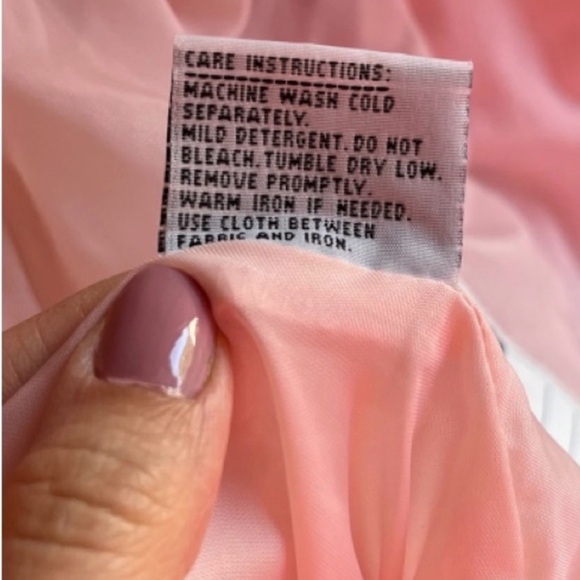 CARE INSTRUCTIONS:
MACHINE WASH COLD
SEPARATELY.
MILD DETERGENT. DO NOT
BLEACH. TUMBLE DRY LOW.
REMOVE PROMPTLY.
WARM IRON IF NEEDED.
USE CLOTH BETWEEN
FABRIC AND IRON.